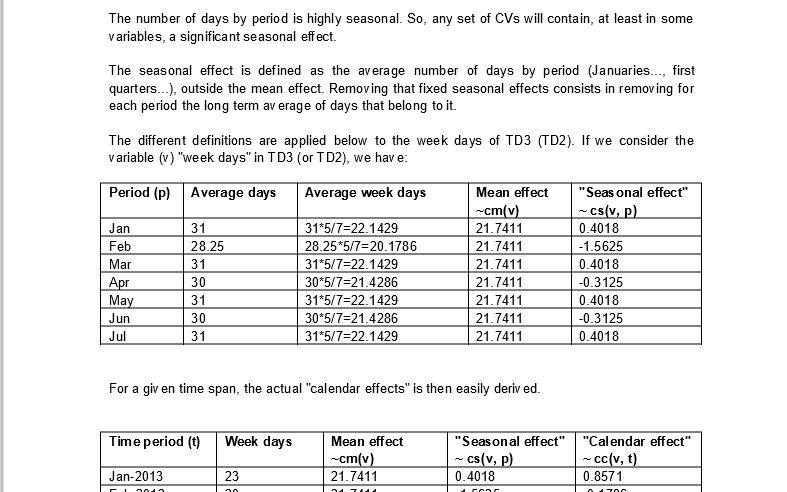 The number of days by period is highly seasonal. So, any set of CVs will contain, at least in some
variables, a significant seasonal effect.
The seasonal effect is defined as the average number of days by period (Januaries..., first
quarters...), outside the mean effect. Removing that fixed seasonal effects consists in removing for
each period the long term average of days that belong to it.
The different definitions are applied below to the week days of TD3 (TD2). If we consider the
variable (v) "week days" in TD3 (or TD2), we have:
Period (p) Average days Average week days Mean effect "Seasonal effect"
~cm(v) ~ cs(v, p)
Jan 31 31*5/7=22.1429 21.7411 0.4018
Feb 28.25 28.25*5/7=20.1786 21.7411 -1.5625
Mar 31 31*5/7=22.1429 21.7411 0.4018
Apr 30 30*5/7=21.4286 21.7411 -0.3125
May 31 31*5/7=22.1429 21.7411 0.4018
Jun 30 30*5/7=21.4286 21.7411 -0.3125
Jul 31 31*5/7=22.1429 21.7411 0.4018
For a given time span, the actual "calendar effects" is then easily derived.
Time period (t) Week days Mean effect "Seasonal effect" "Calendar effect"
~cm(v) ~ cs(v, p) ~ cc(v, t)
Jan-2013 23 21.7411 0.4018 0.8571